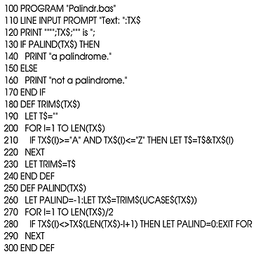 100 PROGRAM "Palindr.bas"
110 LINE INPUT PROMPT "Text: ":TX$
120 PRINT """";TX$;""" is ";
130 IF PALIND(TX$) THEN
140 PRINT "a palindrome."
150 ELSE
160 PRINT "not a palindrome."
170 END IF
180 DEF TRIM$(TX$)
190 LET T$=""
200 FOR I=1 TO LEN(TX$)
210 IF TX$(I)>="A" AND TX$(I)<="Z" THEN LET T$=T$&TX$(I)
220 NEXT
230 LET TRIM$=T$
240 END DEF
250 DEF PALIND(TX$)
260 LET PALIND=-1:LET TX$=TRIM$(UCASE$(TX$))
270 FOR I=1 TO LEN(TX$)/2
280 IF TX$(I)<>TX$(LEN(TX$)-I+1) THEN LET PALIND=0:EXIT FOR
290 NEXT
300 END DEF